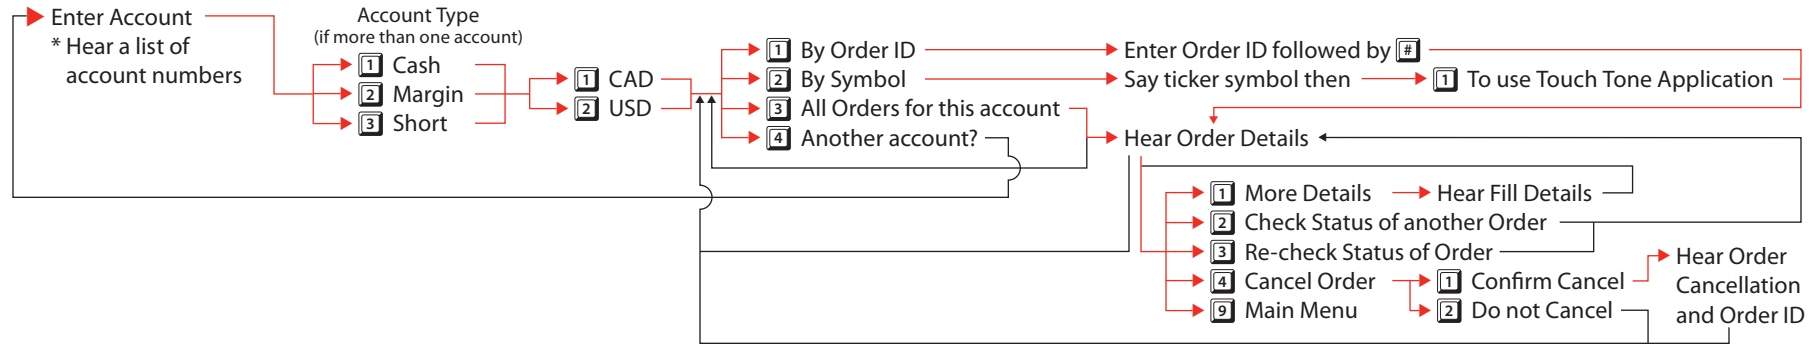 Enter Account
* Hear a list of
account numbers
Account Type
(if more than one account)
1 Cash
2 Margin
3 Short
1 CAD
2 USD
1 By Order ID
2 By Symbol
3 All Orders for this account
4 Another account?
Enter Order ID followed by #
Say ticker symbol then
1 To use Touch Tone Application
Hear Order Details
1 More Details
Hear Fill Details
2 Check Status of another Order
3 Re-check Status of Order
4 Cancel Order
9 Main Menu
1 Confirm Cancel
2 Do not Cancel
Hear Order
Cancellation
and Order ID